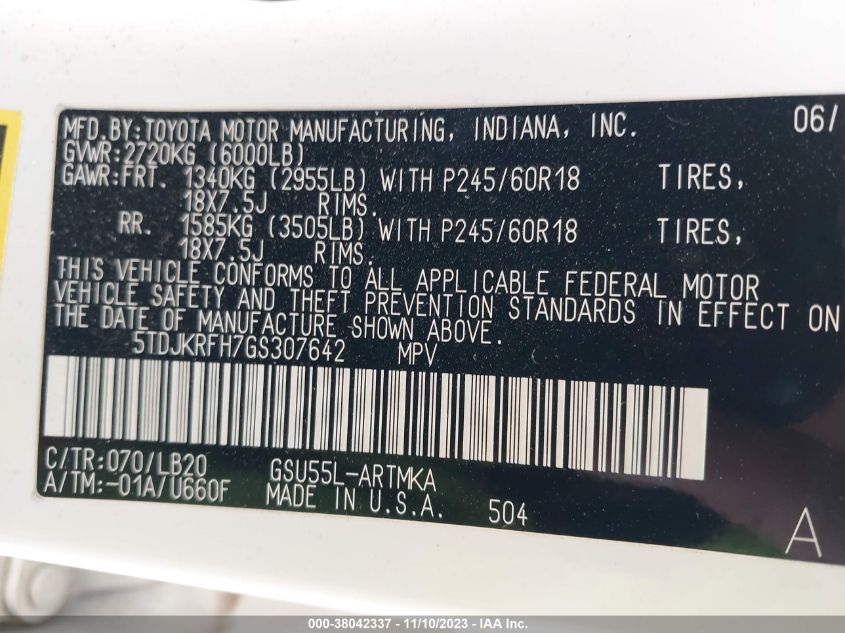 MFD.BY:TOYOTA MOTOR MANUFACTURING, INDIANA, INC. 06/
GVWR:2720KG (6000LB)
GAWR:FRT. 1340KG (2955LB) WITH P245/60R18 TIRES,
18X7.5J RIMS.
RR. 1585KG (3505LB) WITH P245/60R18 TIRES,
18X7.5J RIMS.
THIS VEHICLE CONFORMS TO ALL APPLICABLE FEDERAL MOTOR
VEHICLE SAFETY AND THEFT PREVENTION STANDARDS IN EFFECT ON
THE DATE OF MANUFACTURE SHOWN ABOVE.
5TDJKRFH7GS307642 MPV
C/TR:070/LB20 GSU55L-ARTMKA
A/TM:-01A/U660F MADE IN U.S.A. 504
A
000-38042337 - 11/10/2023 - IAA Inc.